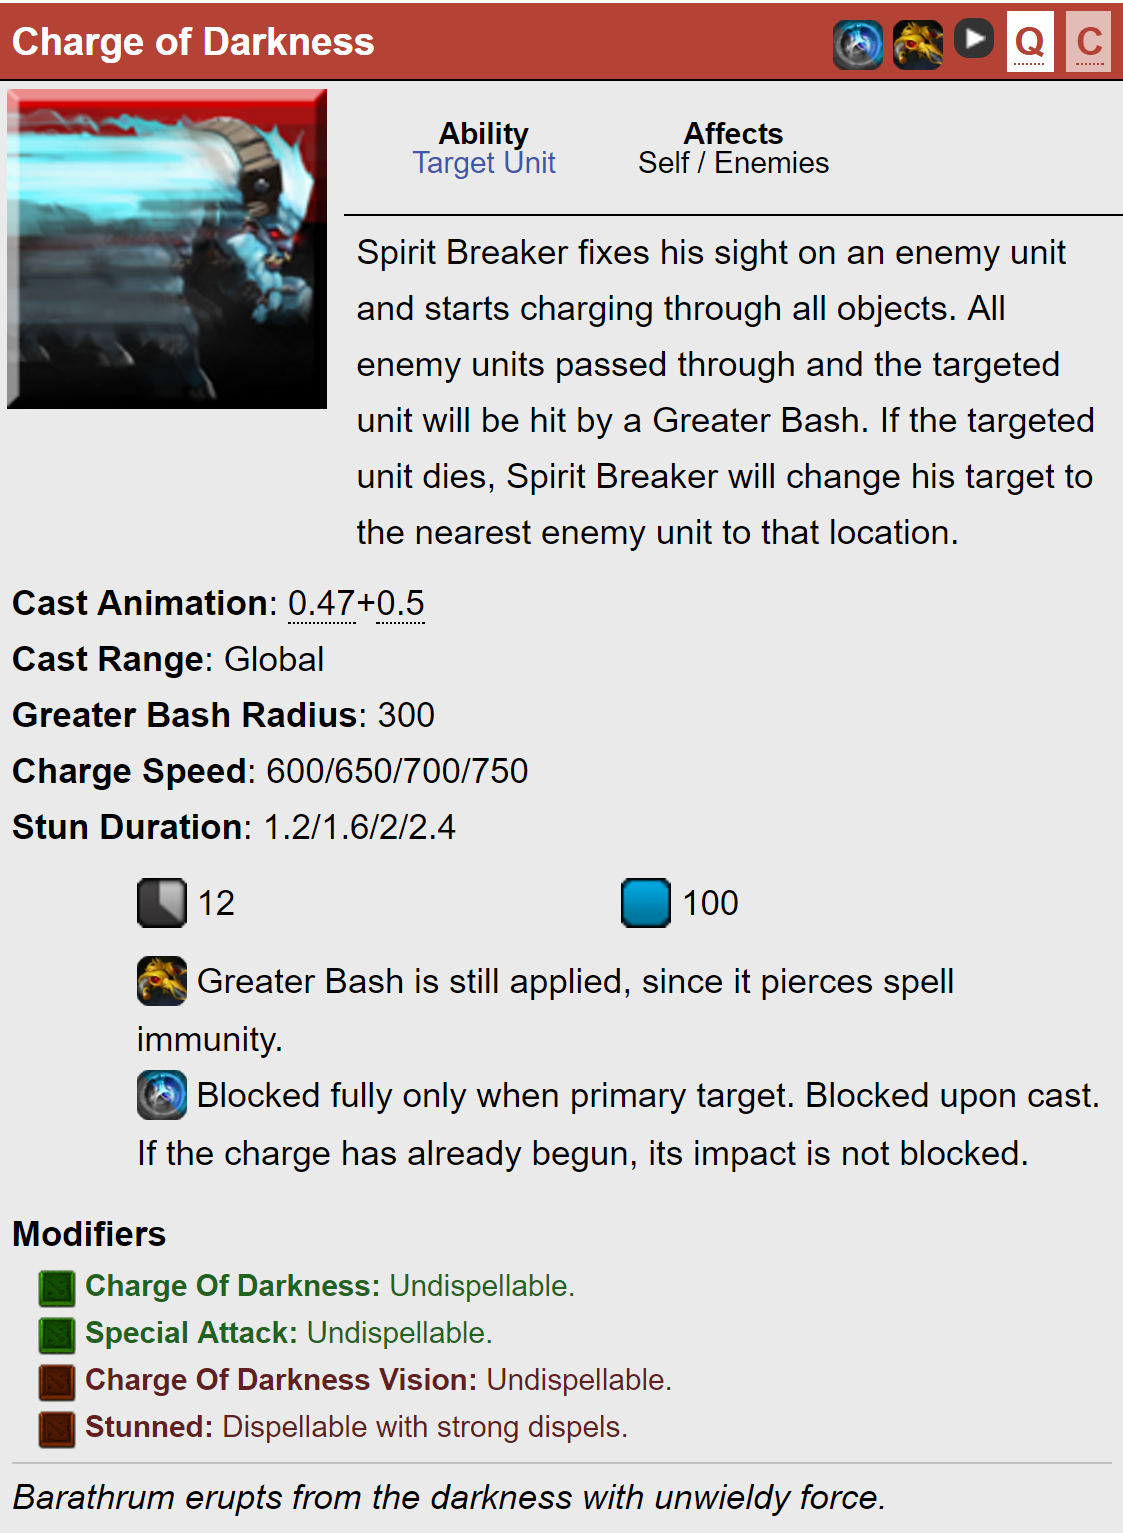 Charge of Darkness
Q C
Ability
Target Unit
Affects
Self / Enemies
Spirit Breaker fixes his sight on an enemy unit
and starts charging through all objects. All
enemy units passed through and the targeted
unit will be hit by a Greater Bash. If the targeted
unit dies, Spirit Breaker will change his target to
the nearest enemy unit to that location.
Cast Animation: 0.47+0.5
Cast Range: Global
Greater Bash Radius: 300
Charge Speed: 600/650/700/750
Stun Duration: 1.2/1.6/2/2.4
12
100
Greater Bash is still applied, since it pierces spell
immunity.
Blocked fully only when primary target. Blocked upon cast.
If the charge has already begun, its impact is not blocked.
Modifiers
Charge Of Darkness: Undispellable.
Special Attack: Undispellable.
Charge Of Darkness Vision: Undispellable.
Stunned: Dispellable with strong dispels.
Barathrum erupts from the darkness with unwieldy force.